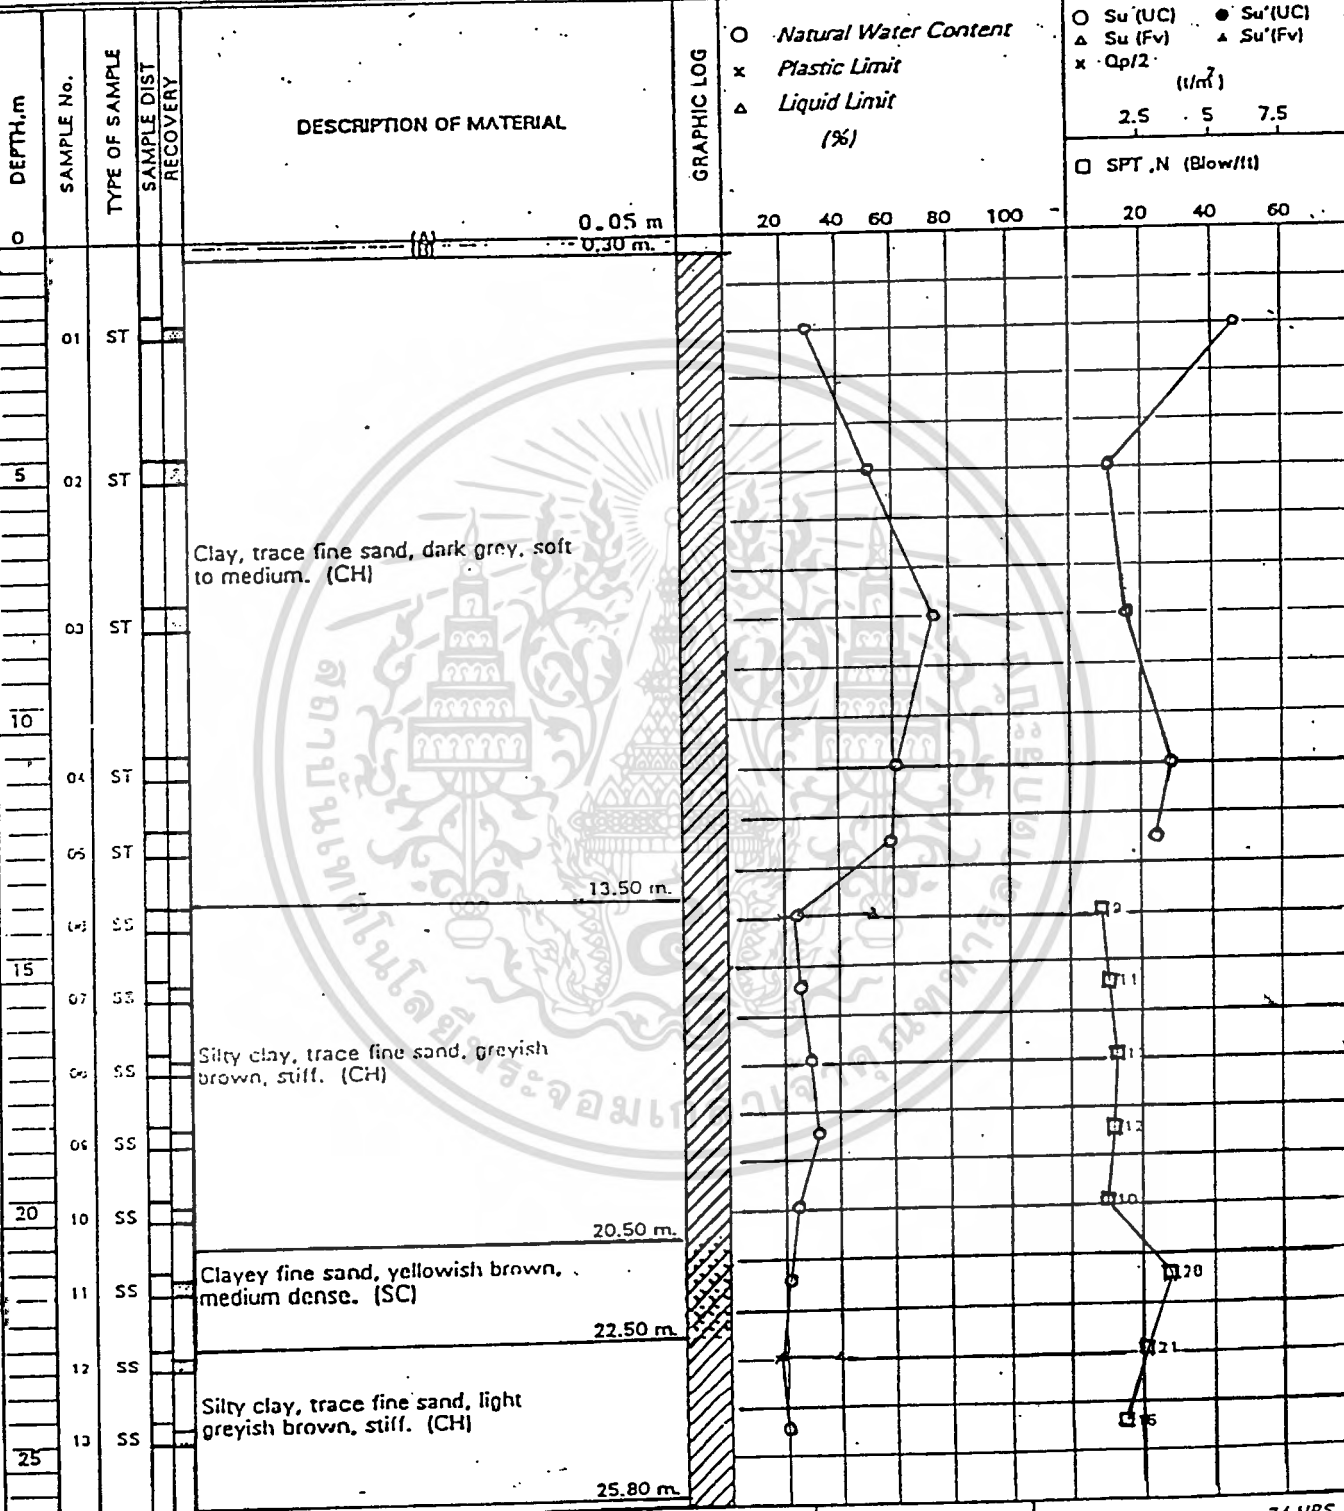 DEPTH,m
SAMPLE No.
TYPE OF SAMPLE
SAMPLE DIST
RECOVERY
DESCRIPTION OF MATERIAL
GRAPHIC LOG
○ Natural Water Content
× Plastic Limit
△ Liquid Limit
(%)
○ Su (UC) ● Su'(UC)
△ Su (Fv) ▲ Su'(Fv)
× Qp/2
(t/m²)
2.5 5 7.5
□ SPT ,N (Blow/ft)
20 40 60 80 100
20 40 60
0
0.05 m
(A)
(B)
0.30 m.
01 ST
5 02 ST
Clay, trace fine sand, dark grey, soft
to medium. (CH)
03 ST
10
04 ST
05 ST
13.50 m.
SS
9
15
07 SS
11
Silty clay, trace fine sand, greyish
brown, stiff. (CH)
SS
SS
12
20 10 SS
10
20.50 m.
Clayey fine sand, yellowish brown,
medium dense. (SC)
11 SS
28
22.50 m.
12 SS
21
Silty clay, trace fine sand, light
greyish brown, stiff. (CH)
13 SS
16
25
25.80 m.
24 HRS